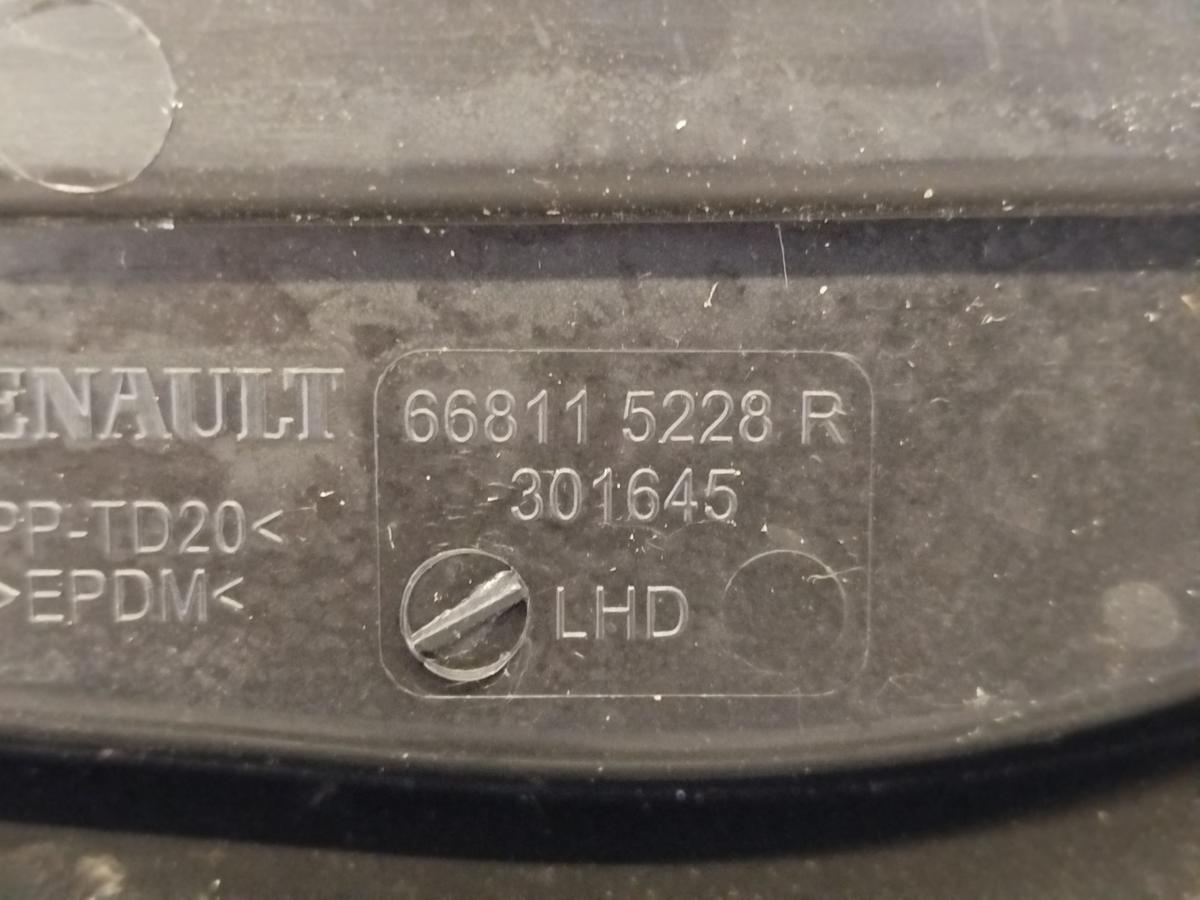 ENAULT
66811 5228 R
301645
PP-TD20<
>EPDM<
LHD